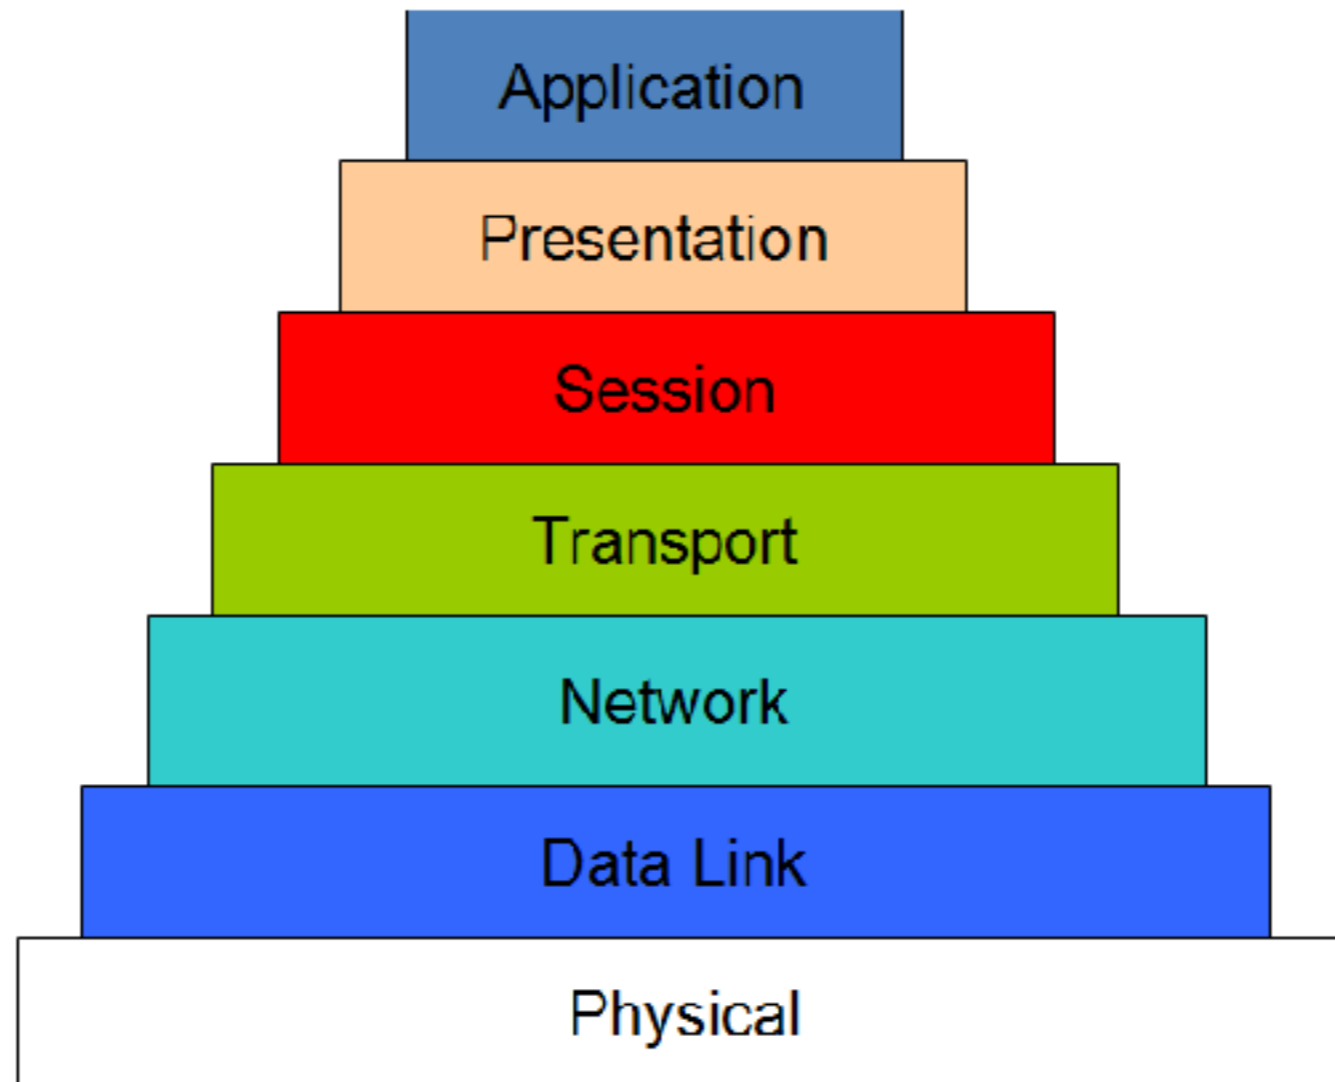 Application
Presentation
Session
Transport
Network
Data Link
Physical